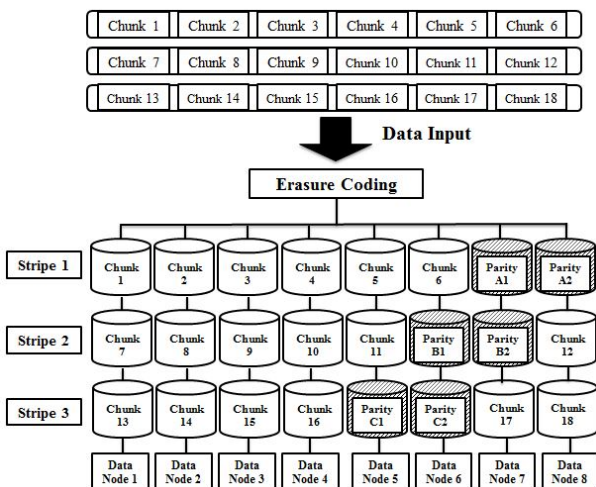 Chunk 1 Chunk 2 Chunk 3 Chunk 4 Chunk 5 Chunk 6
Chunk 7 Chunk 8 Chunk 9 Chunk 10 Chunk 11 Chunk 12
Chunk 13 Chunk 14 Chunk 15 Chunk 16 Chunk 17 Chunk 18
Data Input
Erasure Coding
Stripe 1
Chunk 1
Chunk 2
Chunk 3
Chunk 4
Chunk 5
Chunk 6
Parity A1
Parity A2
Stripe 2
Chunk 7
Chunk 8
Chunk 9
Chunk 10
Chunk 11
Parity B1
Parity B2
Chunk 12
Stripe 3
Chunk 13
Chunk 14
Chunk 15
Chunk 16
Parity C1
Parity C2
Chunk 17
Chunk 18
Data Node 1
Data Node 2
Data Node 3
Data Node 4
Data Node 5
Data Node 6
Data Node 7
Data Node 8